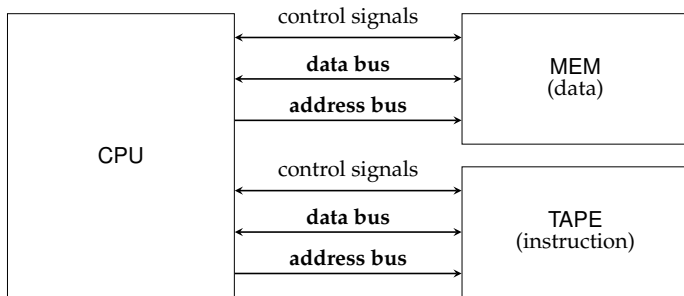 control signals
data bus
address bus
MEM
(data)
CPU
control signals
data bus
address bus
TAPE
(instruction)